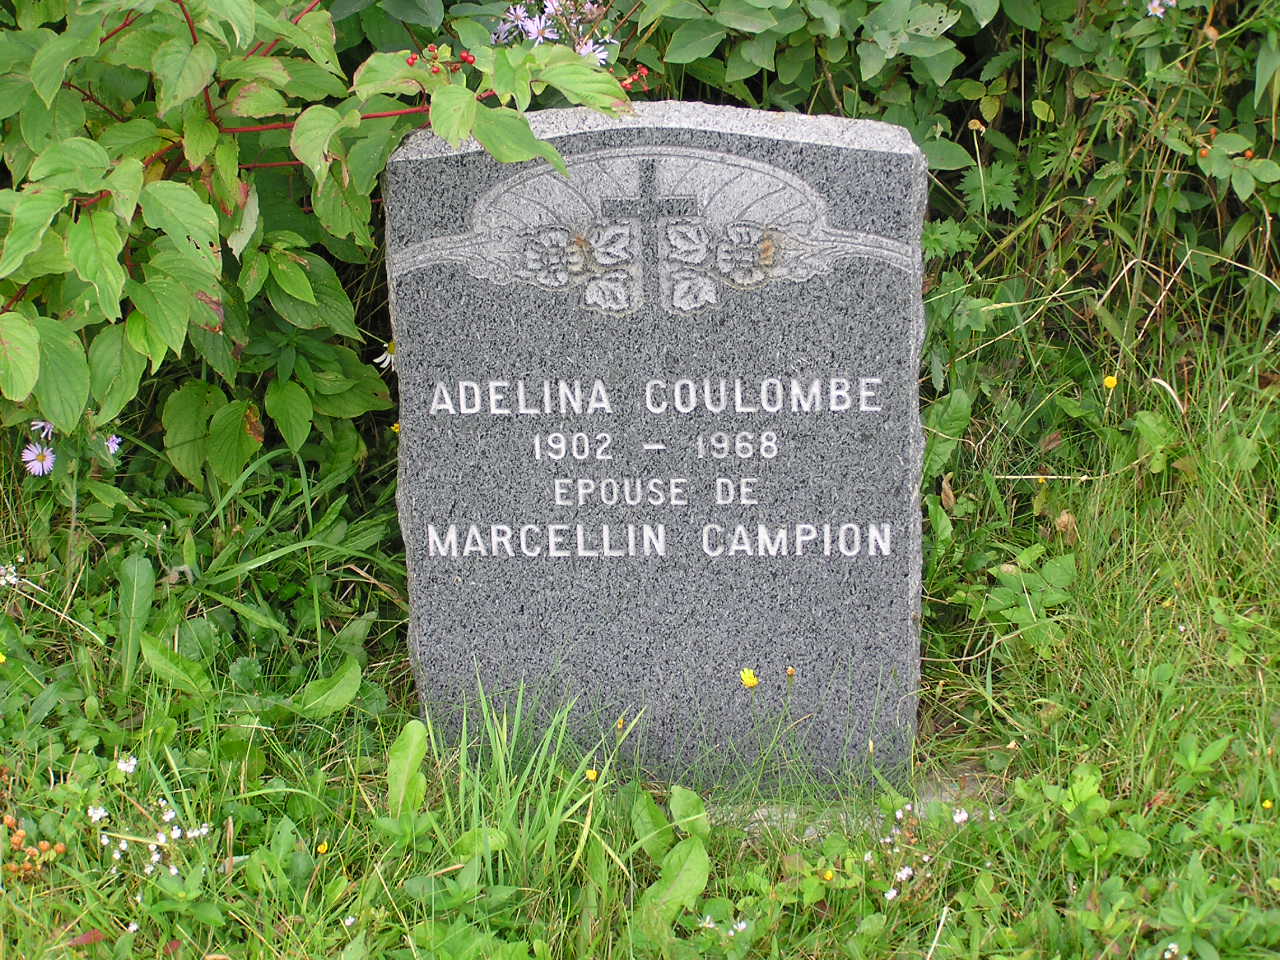 ADELINA COULOMBE
1902 - 1968
EPOUSE DE
MARCELLIN CAMPION